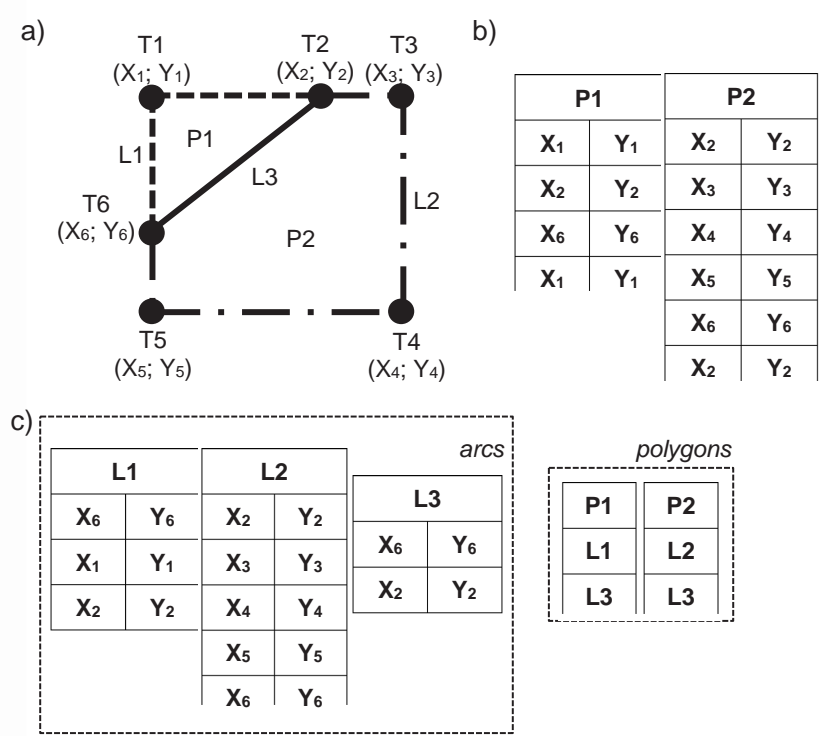 a)
T1 T2 T3
(X1; Y1) (X2; Y2) (X3; Y3)
P1
L1
L3
T6
(X6; Y6)
L2
P2
T5 T4
(X5; Y5) (X4; Y4)
b)
P1
X1 Y1
X2 Y2
X6 Y6
X1 Y1
P2
X2 Y2
X3 Y3
X4 Y4
X5 Y5
X6 Y6
X2 Y2
c)
arcs
L1
X6 Y6
X1 Y1
X2 Y2
L2
X2 Y2
X3 Y3
X4 Y4
X5 Y5
X6 Y6
L3
X6 Y6
X2 Y2
polygons
P1 P2
L1 L2
L3 L3